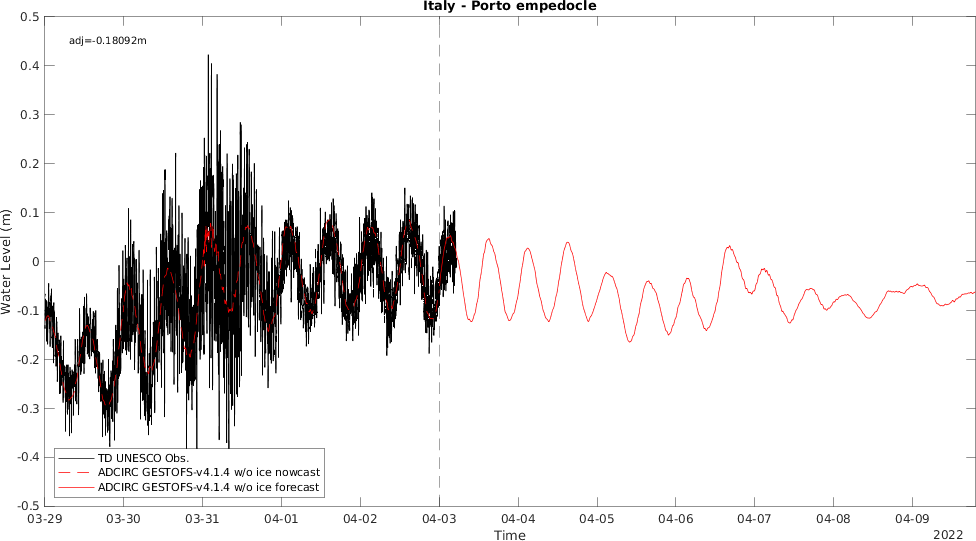 Italy - Porto empedocle
adj=-0.18092m
0.5
0.4
0.3
0.2
0.1
0
-0.1
-0.2
-0.3
-0.4
-0.5
Water Level (m)
TD UNESCO Obs.
ADCIRC GESTOFS-v4.1.4 w/o ice nowcast
ADCIRC GESTOFS-v4.1.4 w/o ice forecast
03-29 03-30 03-31 04-01 04-02 04-03 04-04 04-05 04-06 04-07 04-08 04-09
Time
2022